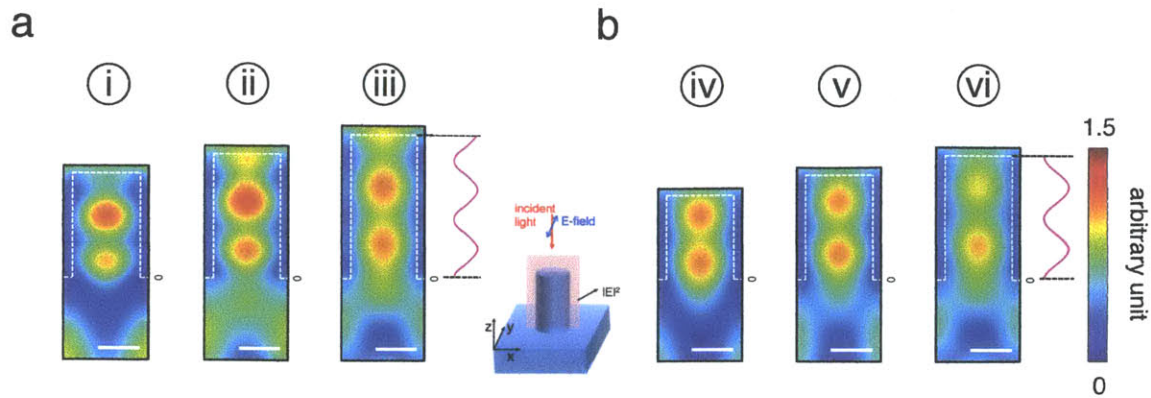 a
b
i
ii
iii
iv
v
vi
0
0
0
incident
light
E-field
|E|²
z
y
x
0
0
0
1.5
arbitrary unit
0